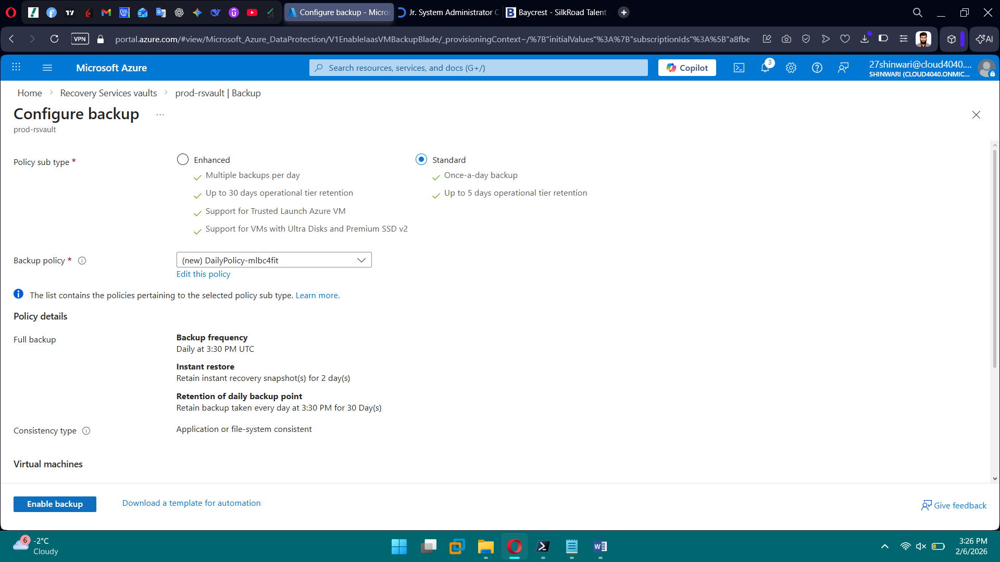 Configure backup - Micros
Jr. System Administrator C
Baycrest - SilkRoad Talent
VPN
portal.azure.com/#view/Microsoft_Azure_DataProtection/V1EnableIaasVMBackupBlade/_provisioningContext~/%7B"initialValues"%3A%7B"subscriptionIds"%3A%5B"a8fbe
AI
Microsoft Azure
Search resources, services, and docs (G+/)
Copilot
3
27shinwari@cloud4040....
SHINWARI (CLOUD4040.ONMIC...
Home > Recovery Services vaults > prod-rsvault | Backup
Configure backup ...
prod-rsvault
Policy sub type *
Enhanced
Multiple backups per day
Up to 30 days operational tier retention
Support for Trusted Launch Azure VM
Support for VMs with Ultra Disks and Premium SSD v2
Standard
Once-a-day backup
Up to 5 days operational tier retention
Backup policy *
(new) DailyPolicy-mlbc4fit
Edit this policy
The list contains the policies pertaining to the selected policy sub type. Learn more.
Policy details
Full backup
Backup frequency
Daily at 3:30 PM UTC
Instant restore
Retain instant recovery snapshot(s) for 2 day(s)
Retention of daily backup point
Retain backup taken every day at 3:30 PM for 30 Day(s)
Consistency type
Application or file-system consistent
Virtual machines
Enable backup
Download a template for automation
Give feedback
6
-2°C
Cloudy
3:26 PM
2/6/2026